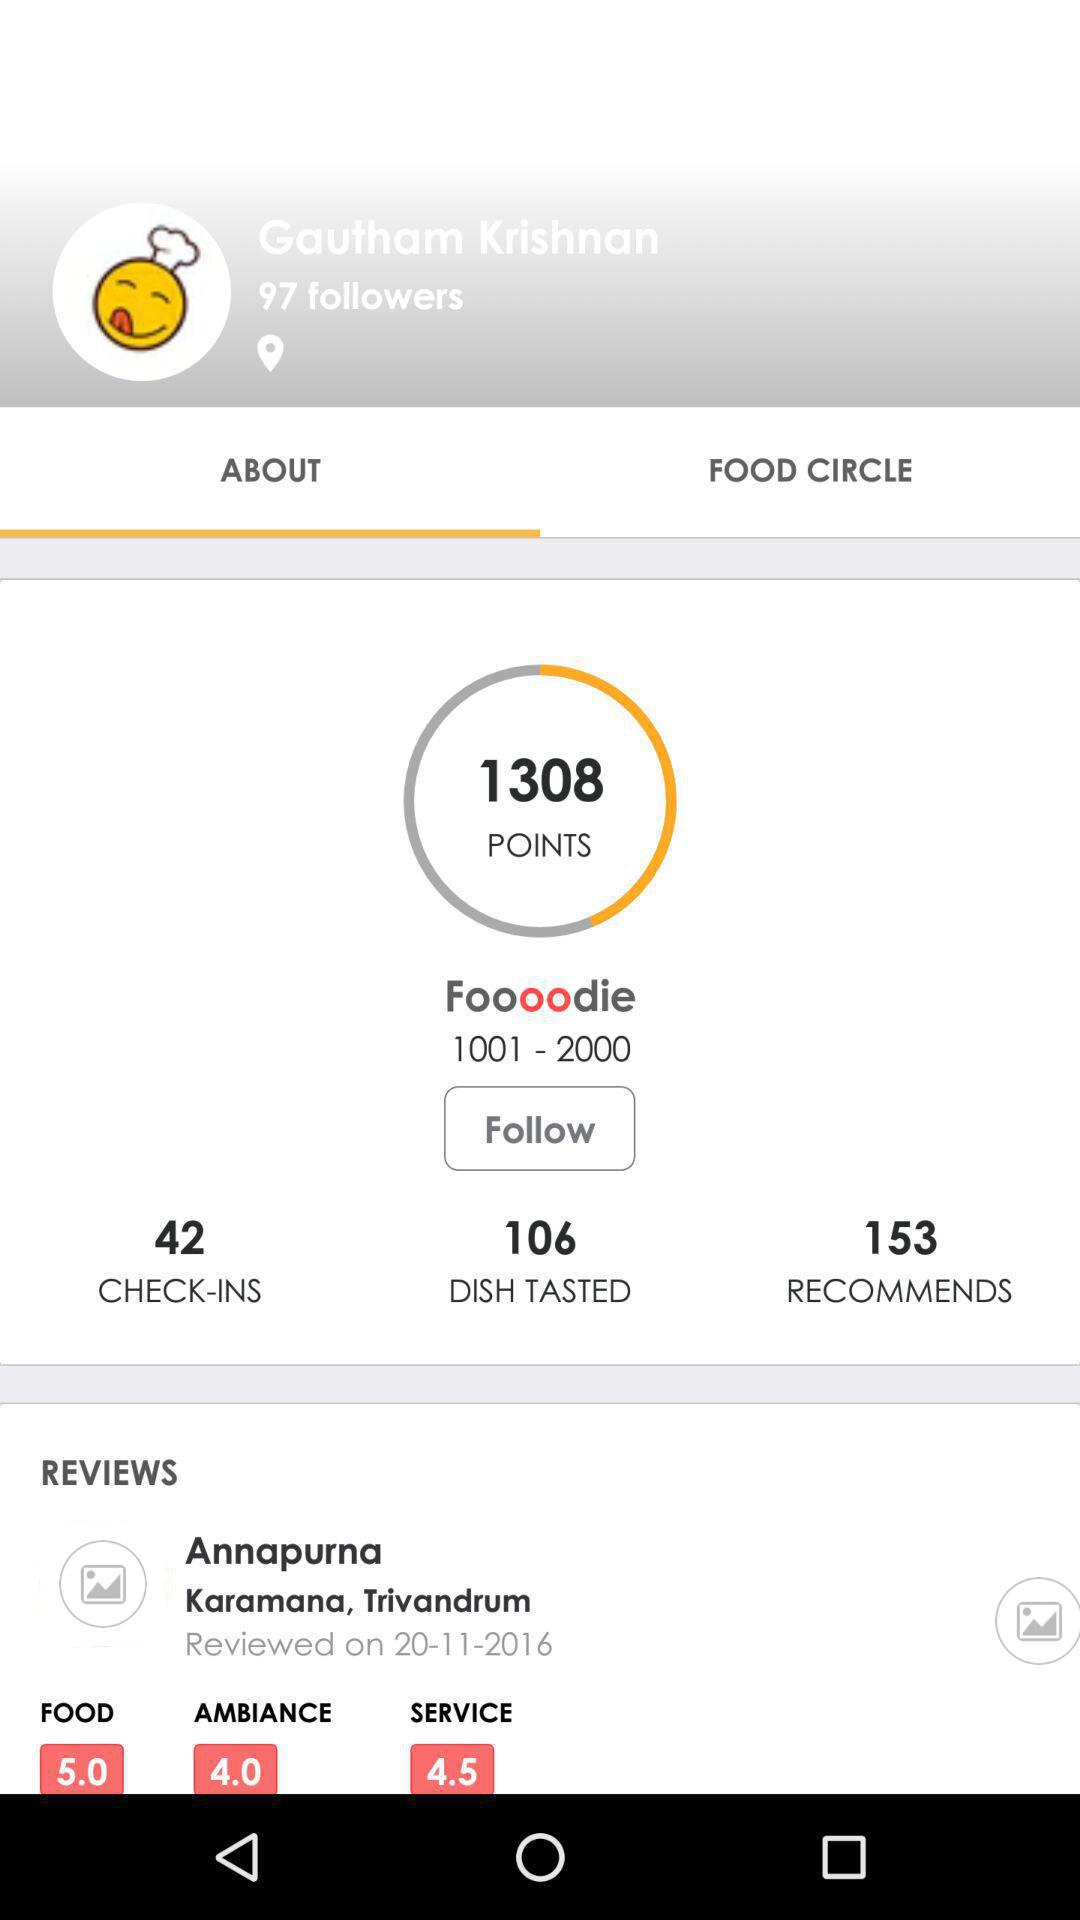 Gautham Krishnan
97 followers
ABOUT
FOOD CIRCLE
1308
POINTS
Foooodie
1001 - 2000
Follow
42
106
153
CHECK-INS
DISH TASTED
RECOMMENDS
REVIEWS
Annapurna
Karamana, Trivandrum
Reviewed on 20-11-2016
FOOD
AMBIANCE
SERVICE
5.0
4.0
4.5